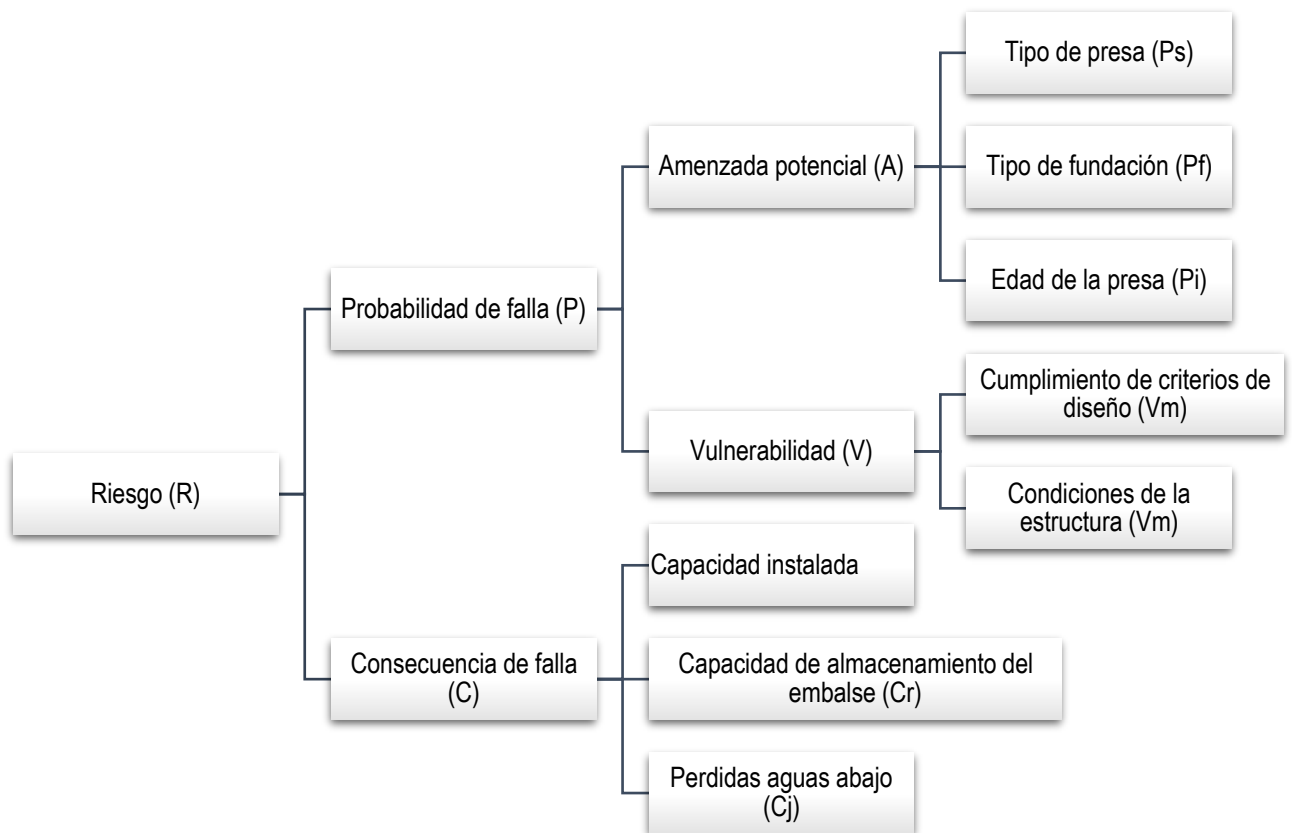 Tipo de presa (Ps)
Amenzada potencial (A)
Tipo de fundación (Pf)
Edad de la presa (Pi)
Probabilidad de falla (P)
Cumplimiento de criterios de
diseño (Vm)
Vulnerabilidad (V)
Condiciones de la
estructura (Vm)
Riesgo (R)
Capacidad instalada
Consecuencia de falla
(C)
Capacidad de almacenamiento del
embalse (Cr)
Perdidas aguas abajo
(Cj)